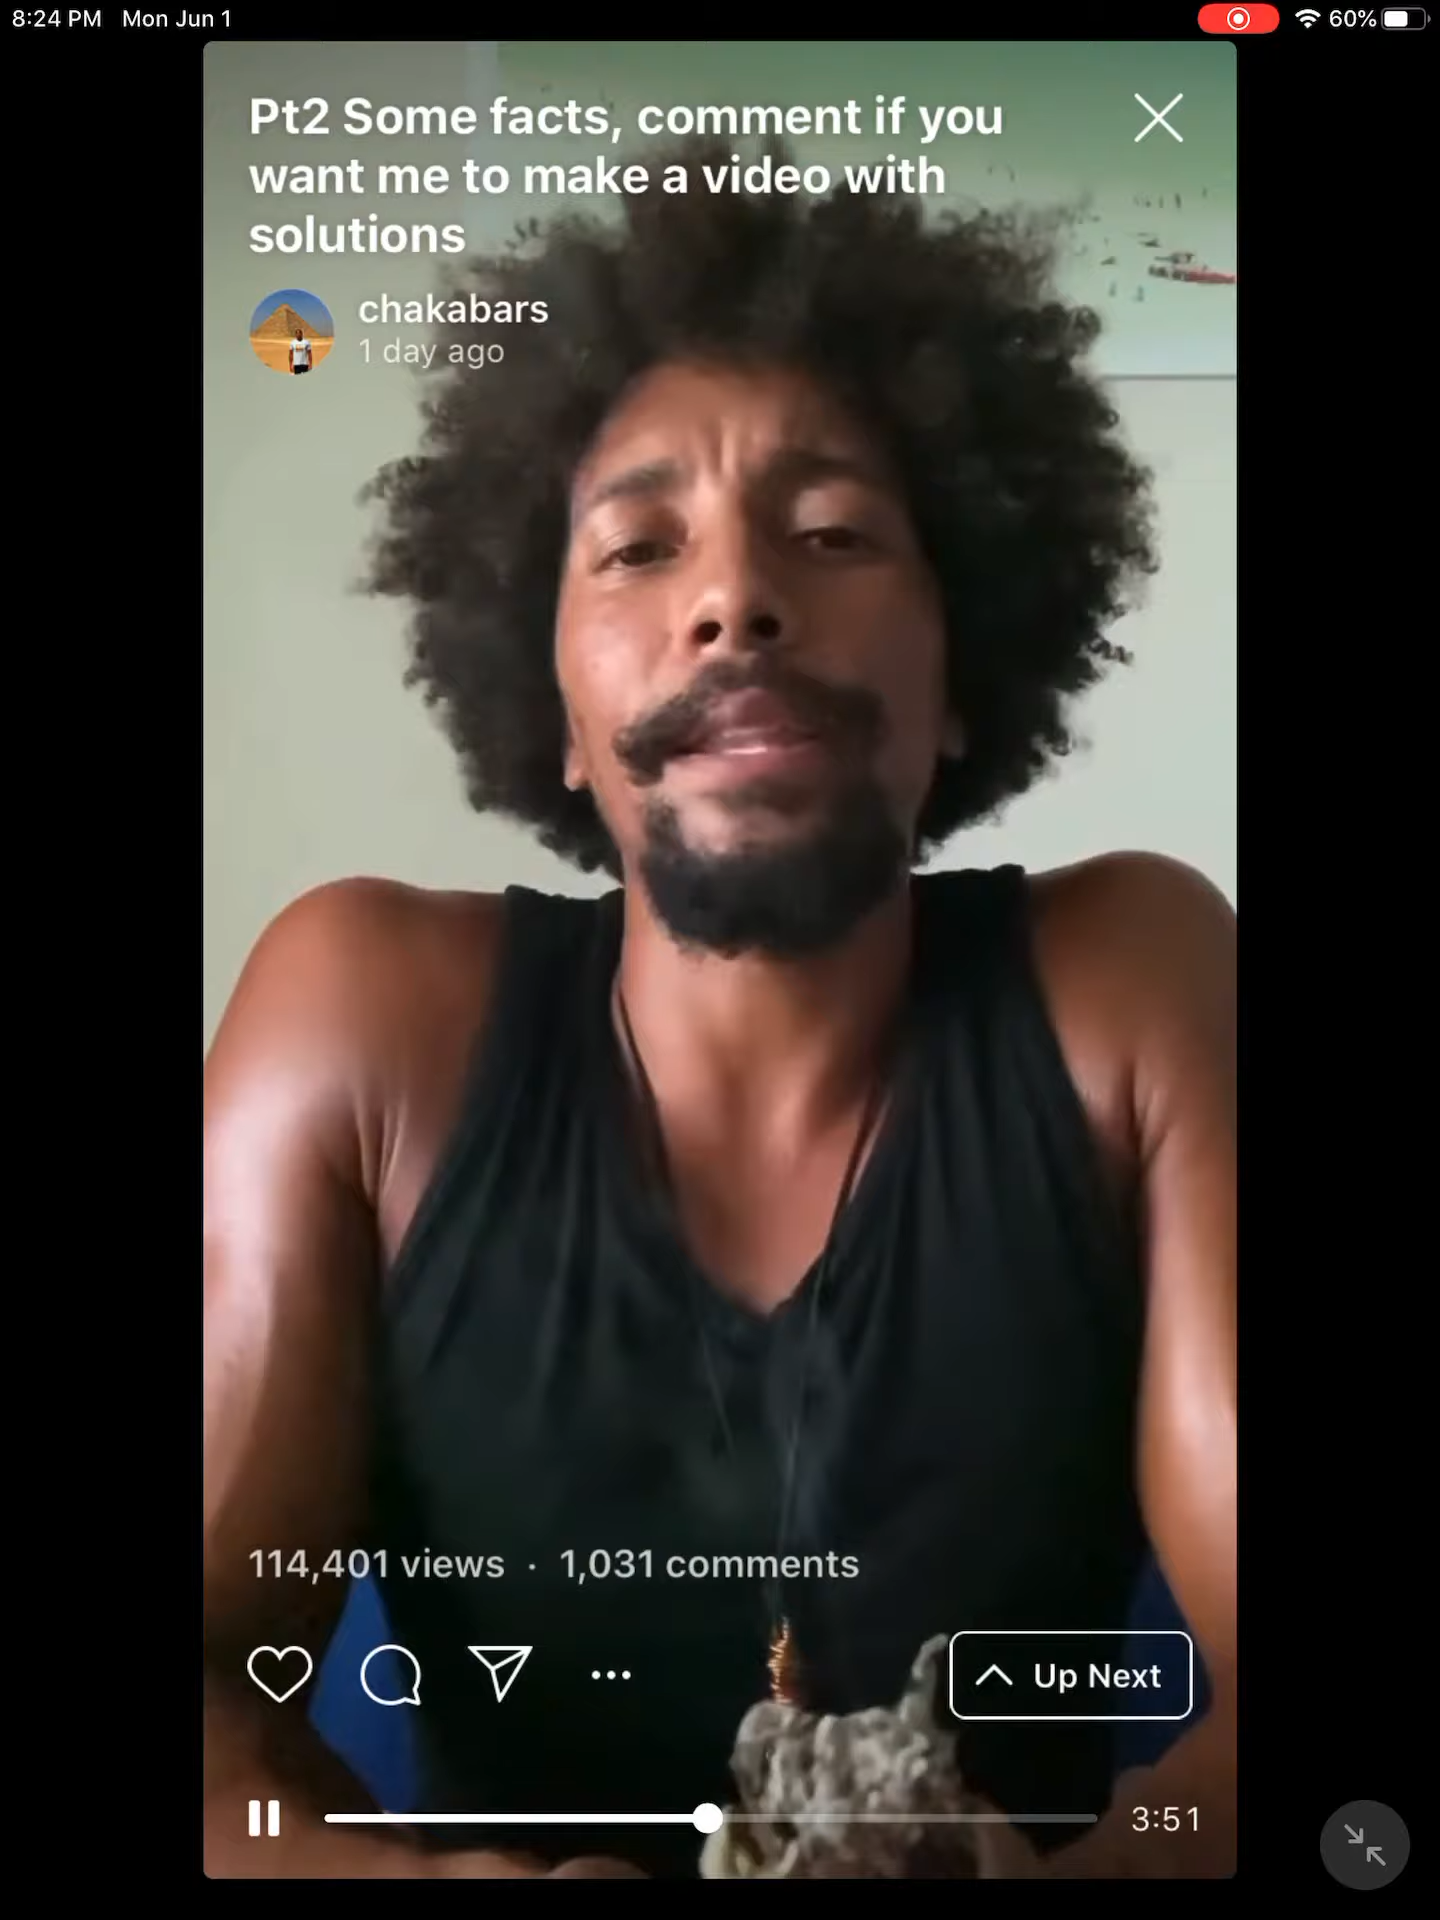 8:24 PM Mon Jun 1
60%
Pt2 Some facts, comment if you
want me to make a video with
solutions
chakabars
1 day ago
114,401 views · 1,031 comments
Up Next
3:51